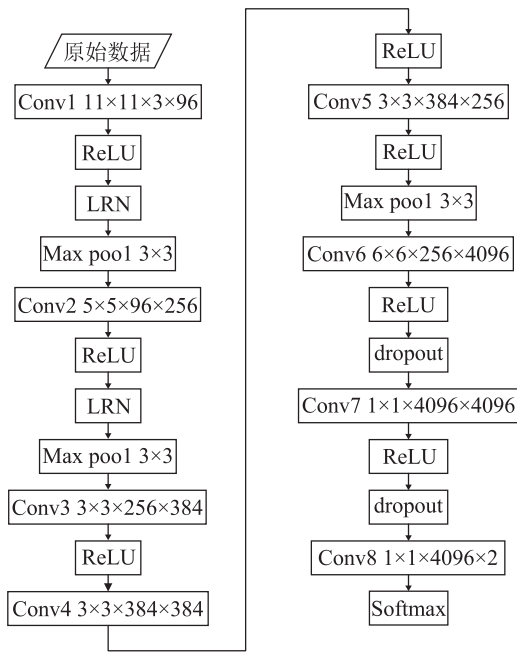 原始数据
Conv1 11×11×3×96
ReLU
LRN
Max poo1 3×3
Conv2 5×5×96×256
ReLU
LRN
Max poo1 3×3
Conv3 3×3×256×384
ReLU
Conv4 3×3×384×384
ReLU
Conv5 3×3×384×256
ReLU
Max poo1 3×3
Conv6 6×6×256×4096
ReLU
dropout
Conv7 1×1×4096×4096
ReLU
dropout
Conv8 1×1×4096×2
Softmax